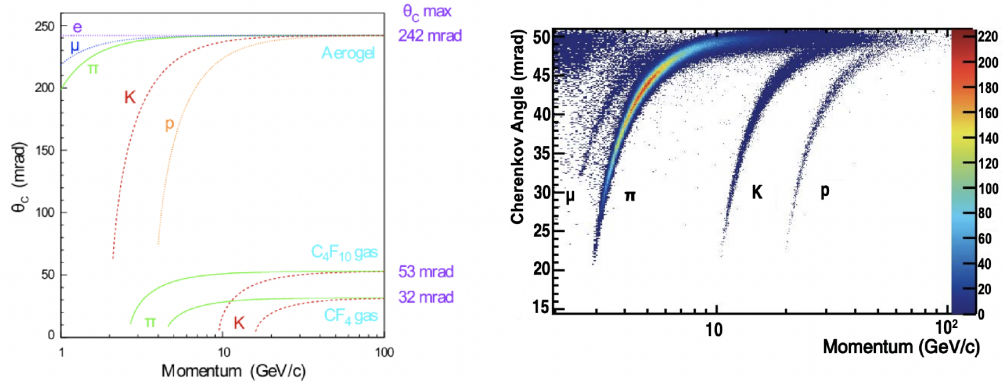 θC max
242 mrad
e
μ
π
K
p
Aerogel
250
200
150
100
50
0
θC (mrad)
C4F10 gas
53 mrad
32 mrad
π
K
CF4 gas
1
10
100
Momentum (GeV/c)
50
45
40
35
30
25
20
15
Cherenkov Angle (mrad)
μ
π
K
p
10
10²
Momentum (GeV/c)
220
200
180
160
140
120
100
80
60
40
20
0